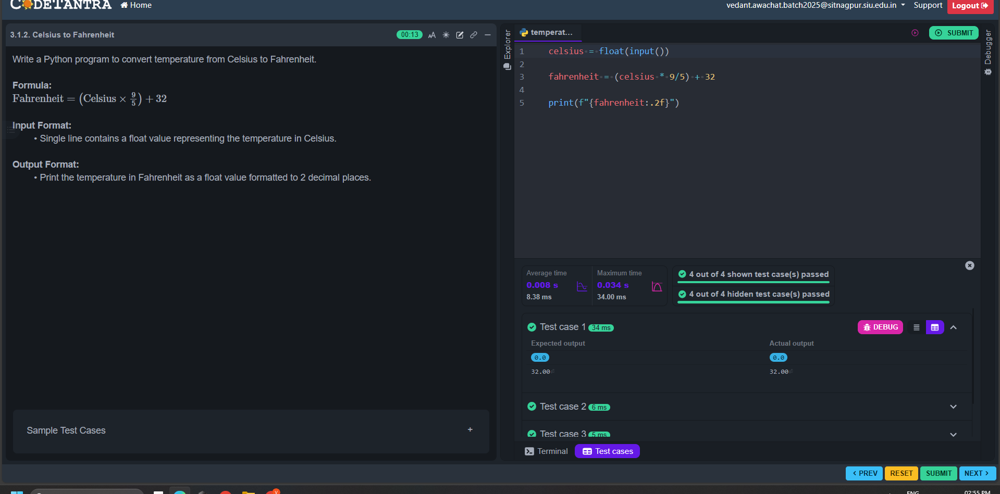 CODETANTRA Home
vedant.awachat.batch2025@sitnagpur.siu.edu.in Support Logout
3.1.2. Celsius to Fahrenheit
00:13 AA
Write a Python program to convert temperature from Celsius to Fahrenheit.
Formula:
Fahrenheit = (Celsius × 9/5) + 32
Input Format:
• Single line contains a float value representing the temperature in Celsius.
Output Format:
• Print the temperature in Fahrenheit as a float value formatted to 2 decimal places.
Sample Test Cases +
Explorer
temperat...
SUBMIT
Debugger
1 celsius = float(input())
2
3 fahrenheit = (celsius * 9/5) + 32
4
5 print(f"{fahrenheit:.2f}")
Average time
0.008 s
8.38 ms
Maximum time
0.034 s
34.00 ms
4 out of 4 shown test case(s) passed
4 out of 4 hidden test case(s) passed
Test case 1 34 ms
DEBUG
Expected output Actual output
0.0 0.0
32.00 32.00
Test case 2 6 ms
Test case 3 5 ms
Terminal Test cases
< PREV RESET SUBMIT NEXT >
ENG 02:55 PM